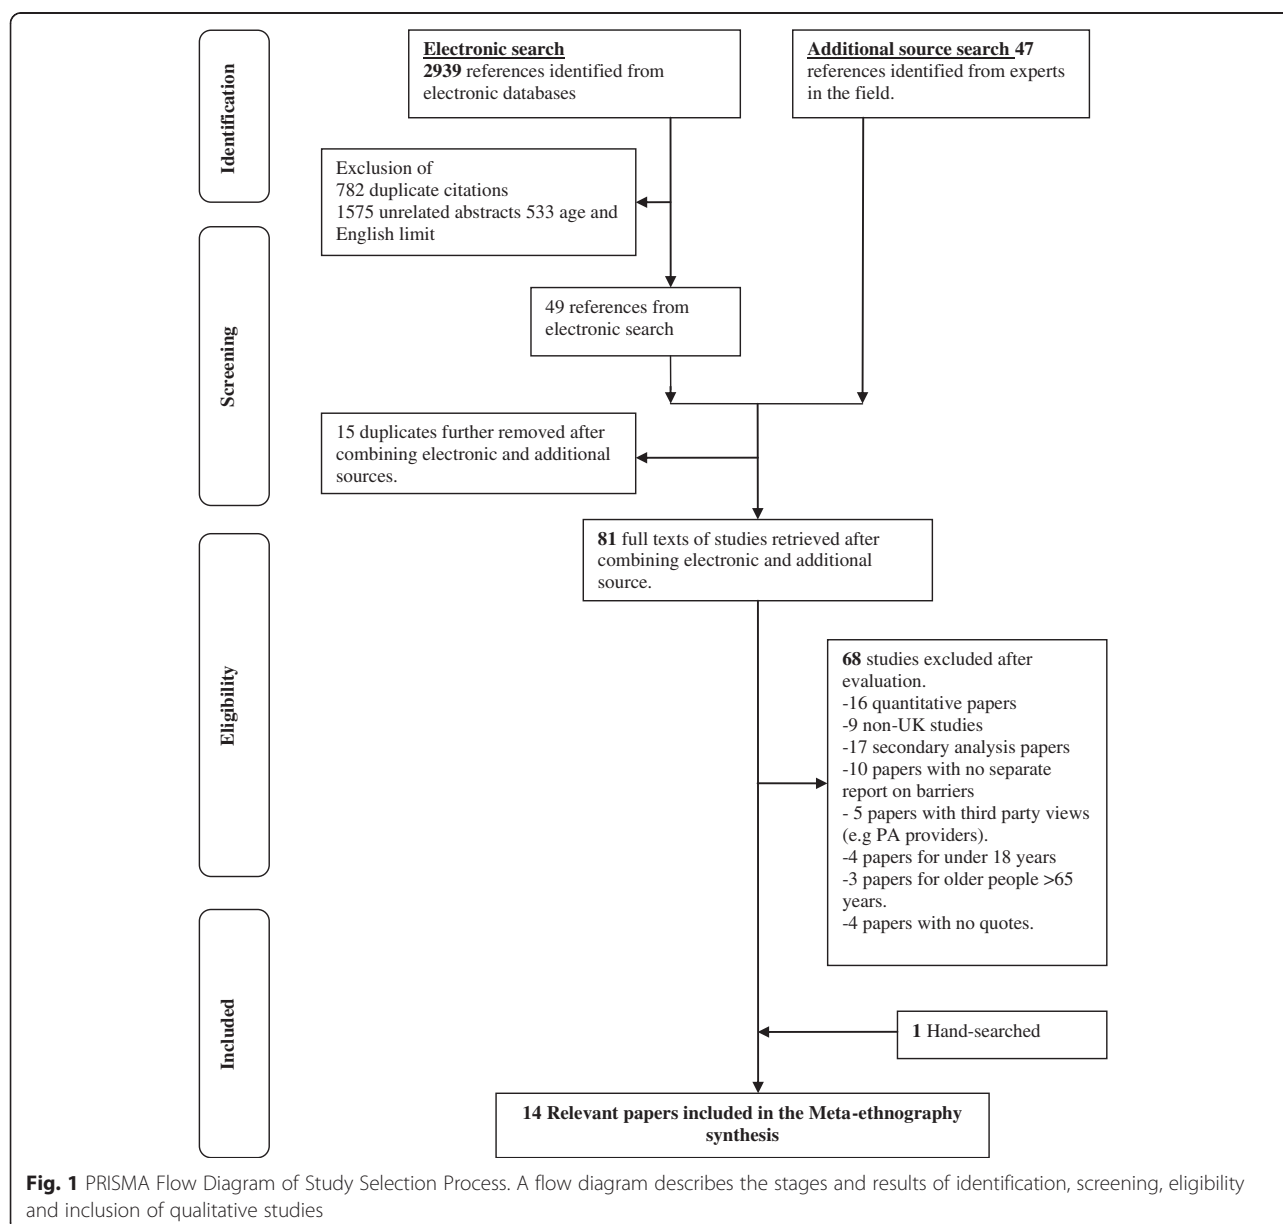 Identification
Electronic search
2939 references identified from
electronic databases
Additional source search 47
references identified from experts
in the field.
Exclusion of
782 duplicate citations
1575 unrelated abstracts 533 age and
English limit
Screening
49 references from
electronic search
15 duplicates further removed after
combining electronic and additional
sources.
Eligibility
81 full texts of studies retrieved after
combining electronic and additional
source.
68 studies excluded after
evaluation.
-16 quantitative papers
-9 non-UK studies
-17 secondary analysis papers
-10 papers with no separate
report on barriers
- 5 papers with third party views
(e.g PA providers).
-4 papers for under 18 years
-3 papers for older people >65
years.
-4 papers with no quotes.
Included
1 Hand-searched
14 Relevant papers included in the Meta-ethnography
synthesis
Fig. 1 PRISMA Flow Diagram of Study Selection Process. A flow diagram describes the stages and results of identification, screening, eligibility
and inclusion of qualitative studies